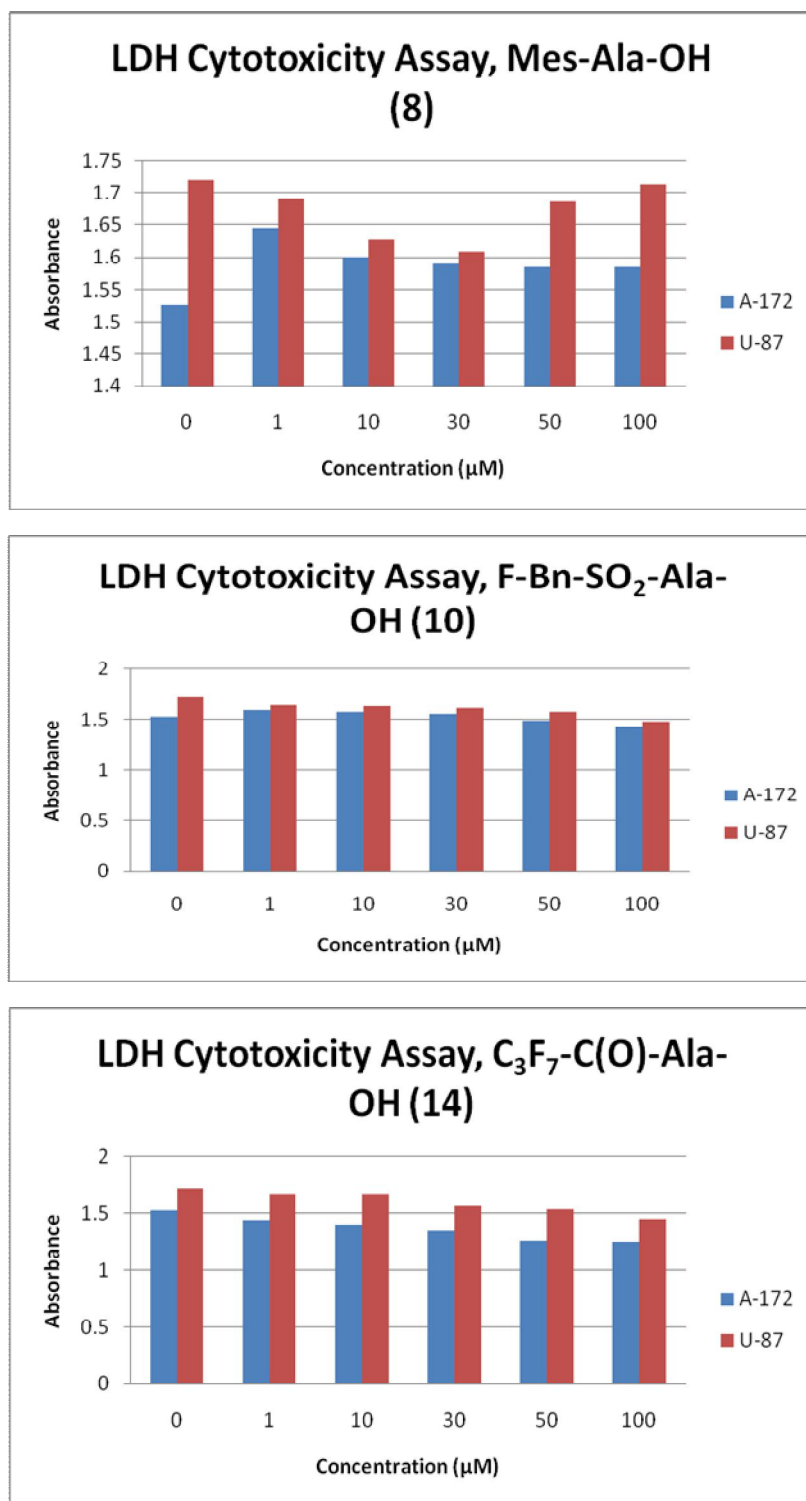 LDH Cytotoxicity Assay, Mes-Ala-OH
(8)
1.75
1.7
1.65
1.6
1.55
1.5
1.45
1.4
Absorbance
0 1 10 30 50 100
Concentration (µM)
A-172
U-87
LDH Cytotoxicity Assay, F-Bn-SO₂-Ala-
OH (10)
2
1.5
1
0.5
0
Absorbance
0 1 10 30 50 100
Concentration (µM)
A-172
U-87
LDH Cytotoxicity Assay, C₃F₇-C(O)-Ala-
OH (14)
2
1.5
1
0.5
0
Absorbance
0 1 10 30 50 100
Concentration (µM)
A-172
U-87